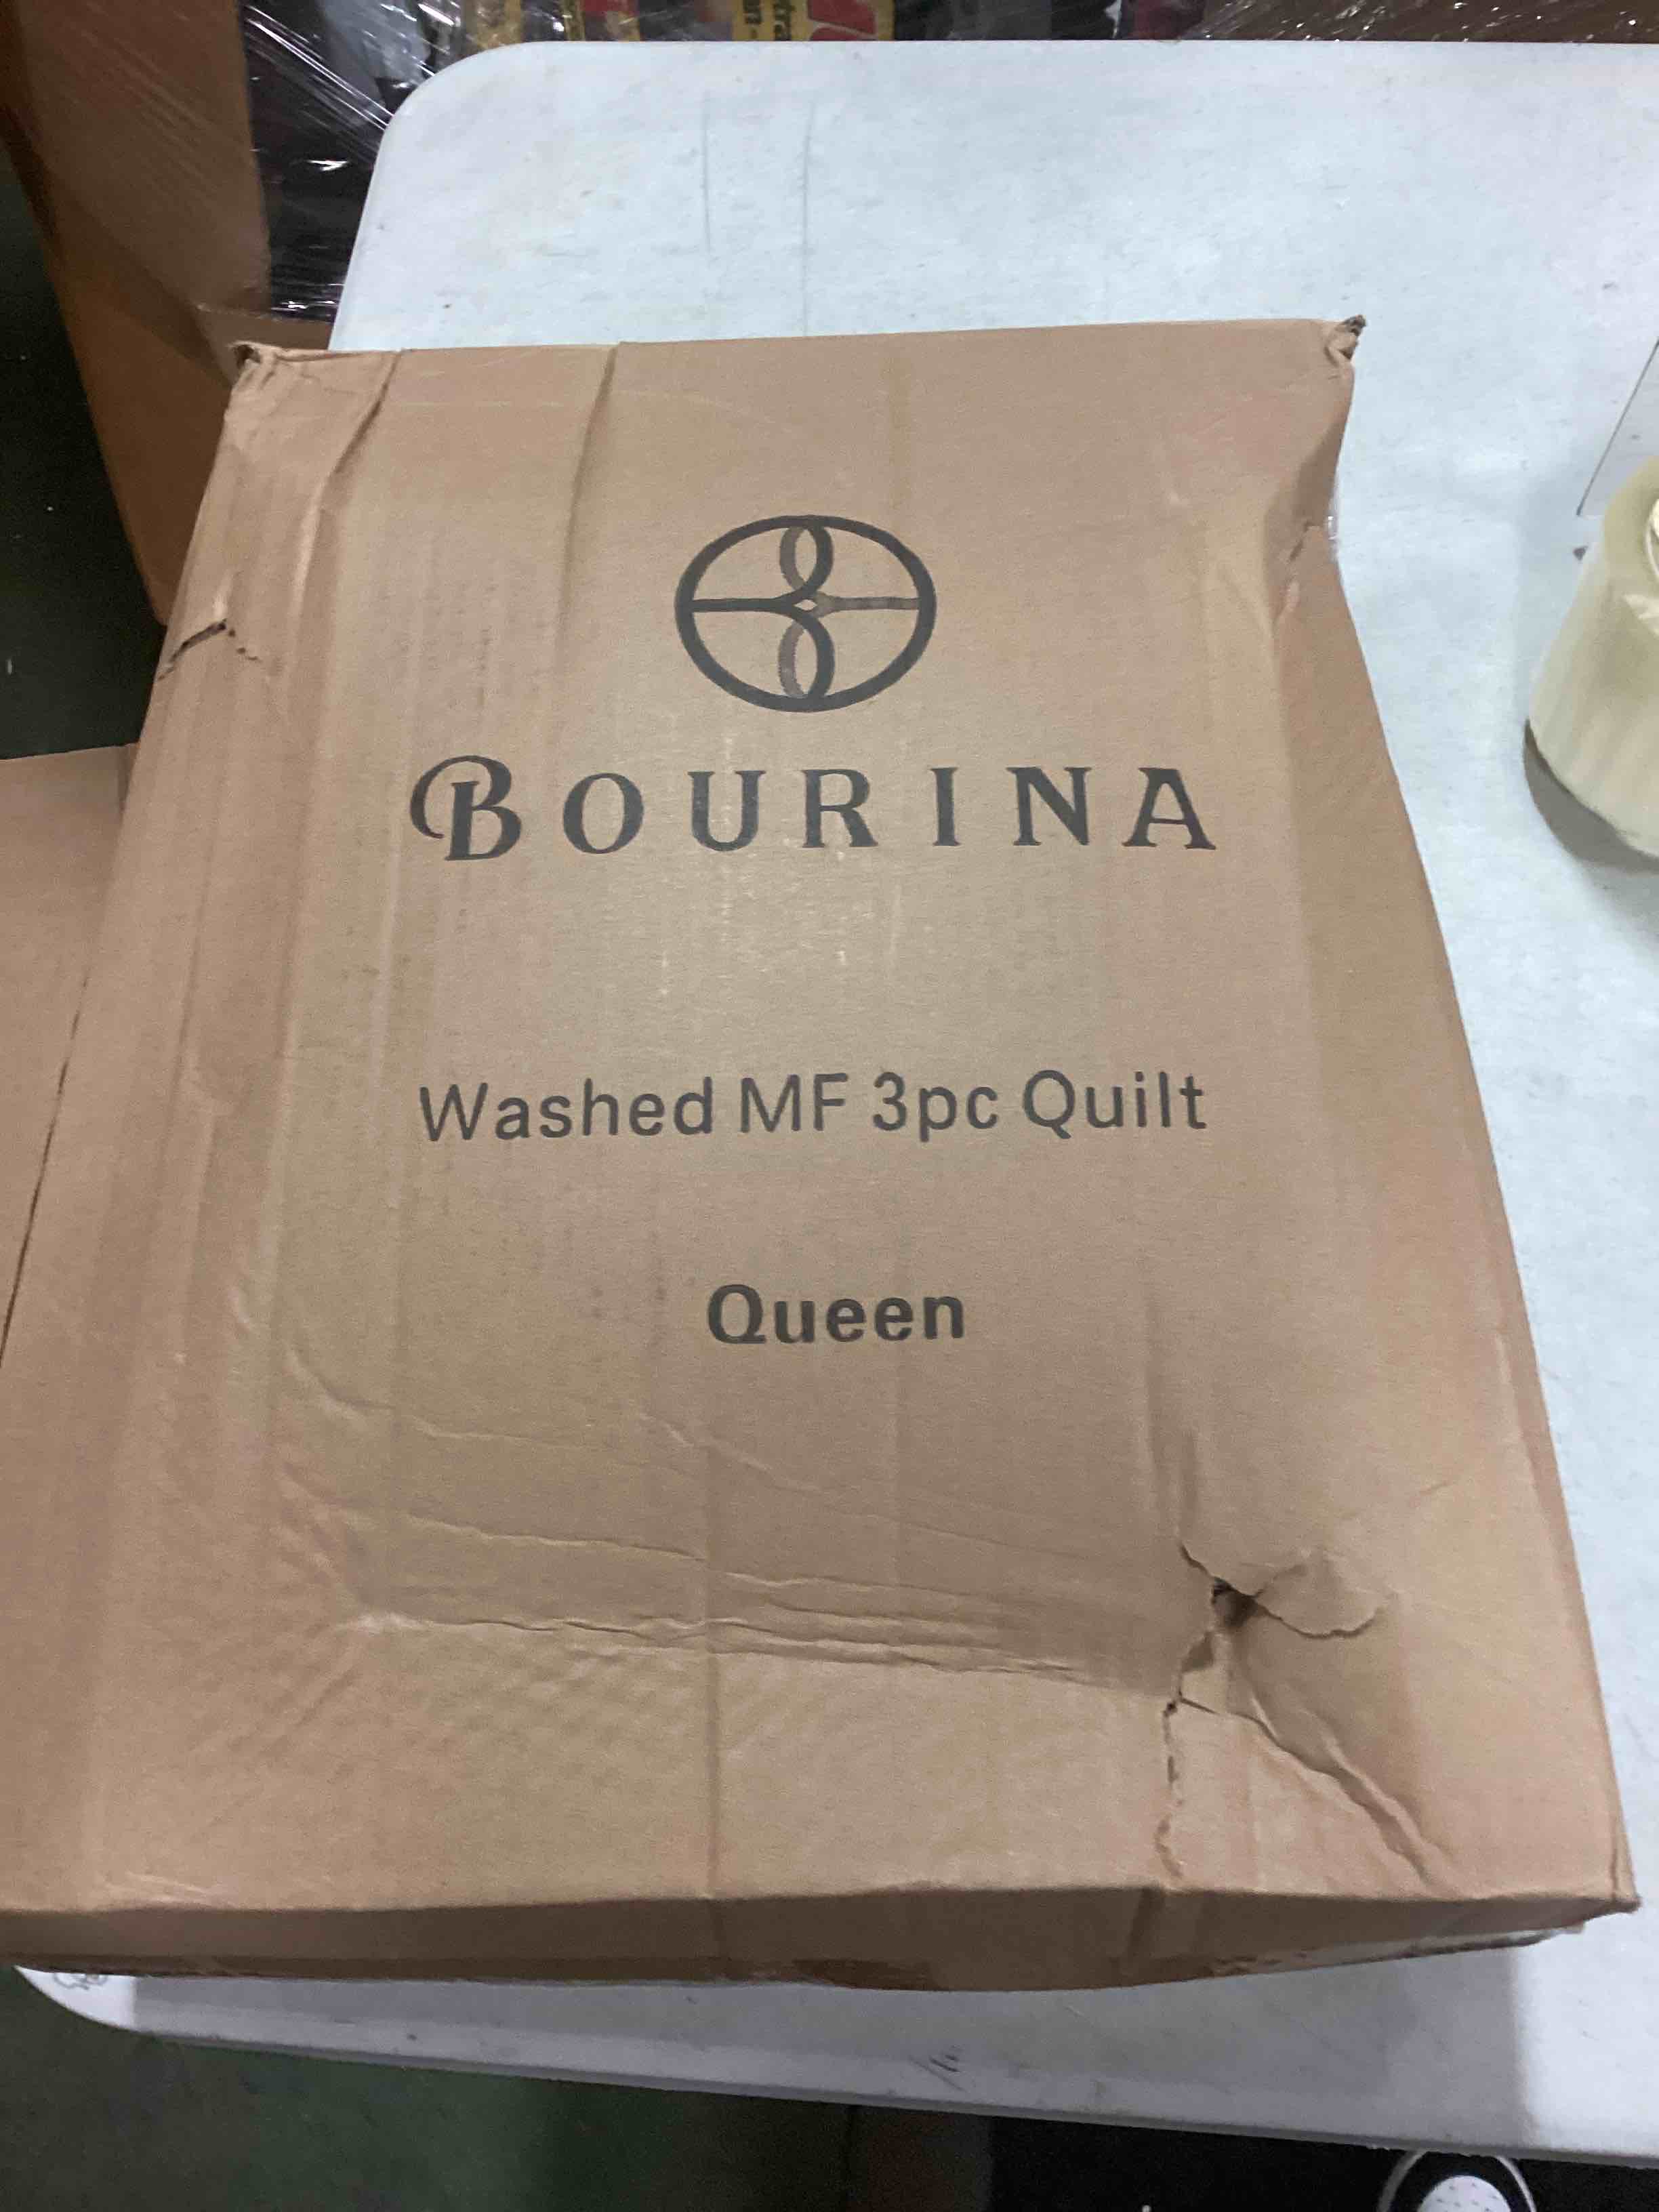 BOURINA
Washed MF 3pc Quilt
Queen